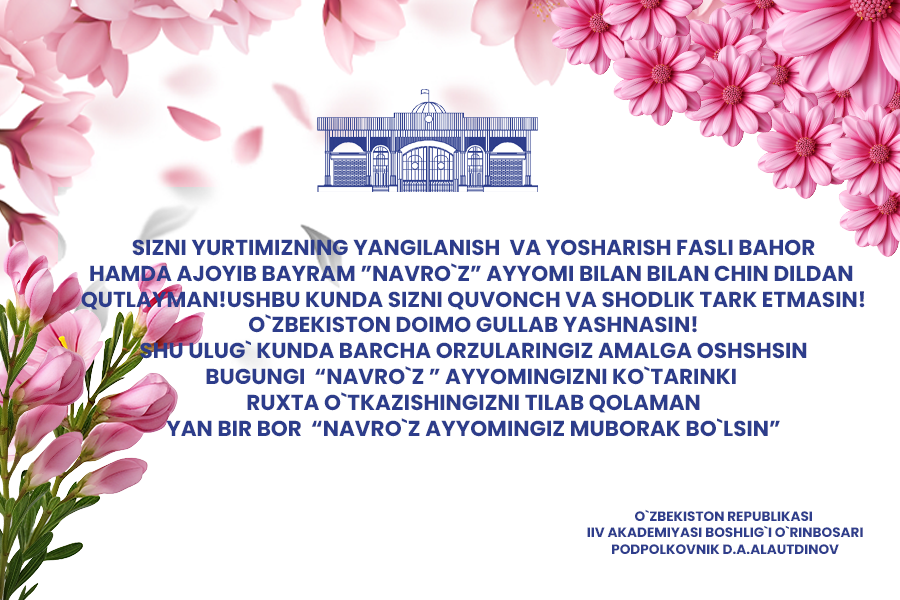 SIZNI YURTIMIZNING YANGILANISH VA YOSHARISH FASLI BAHOR
HAMDA AJOYIB BAYRAM ”NAVRO`Z” AYYOMI BILAN BILAN CHIN DILDAN
QUTLAYMAN!USHBU KUNDA SIZNI QUVONCH VA SHODLIK TARK ETMASIN!
O`ZBEKISTON DOIMO GULLAB YASHNASIN!
SHU ULUG` KUNDA BARCHA ORZULARINGIZ AMALGA OSHSHSIN
BUGUNGI “NAVRO`Z ” AYYOMINGIZNI KO`TARINKI
RUXTA O`TKAZISHINGIZNI TILAB QOLAMAN
YAN BIR BOR “NAVRO`Z AYYOMINGIZ MUBORAK BO`LSIN”
O`ZBEKISTON REPUBLIKASI
IIV AKADEMIYASI BOSHLIG`I O`RINBOSARI
PODPOLKOVNIK D.A.ALAUTDINOV